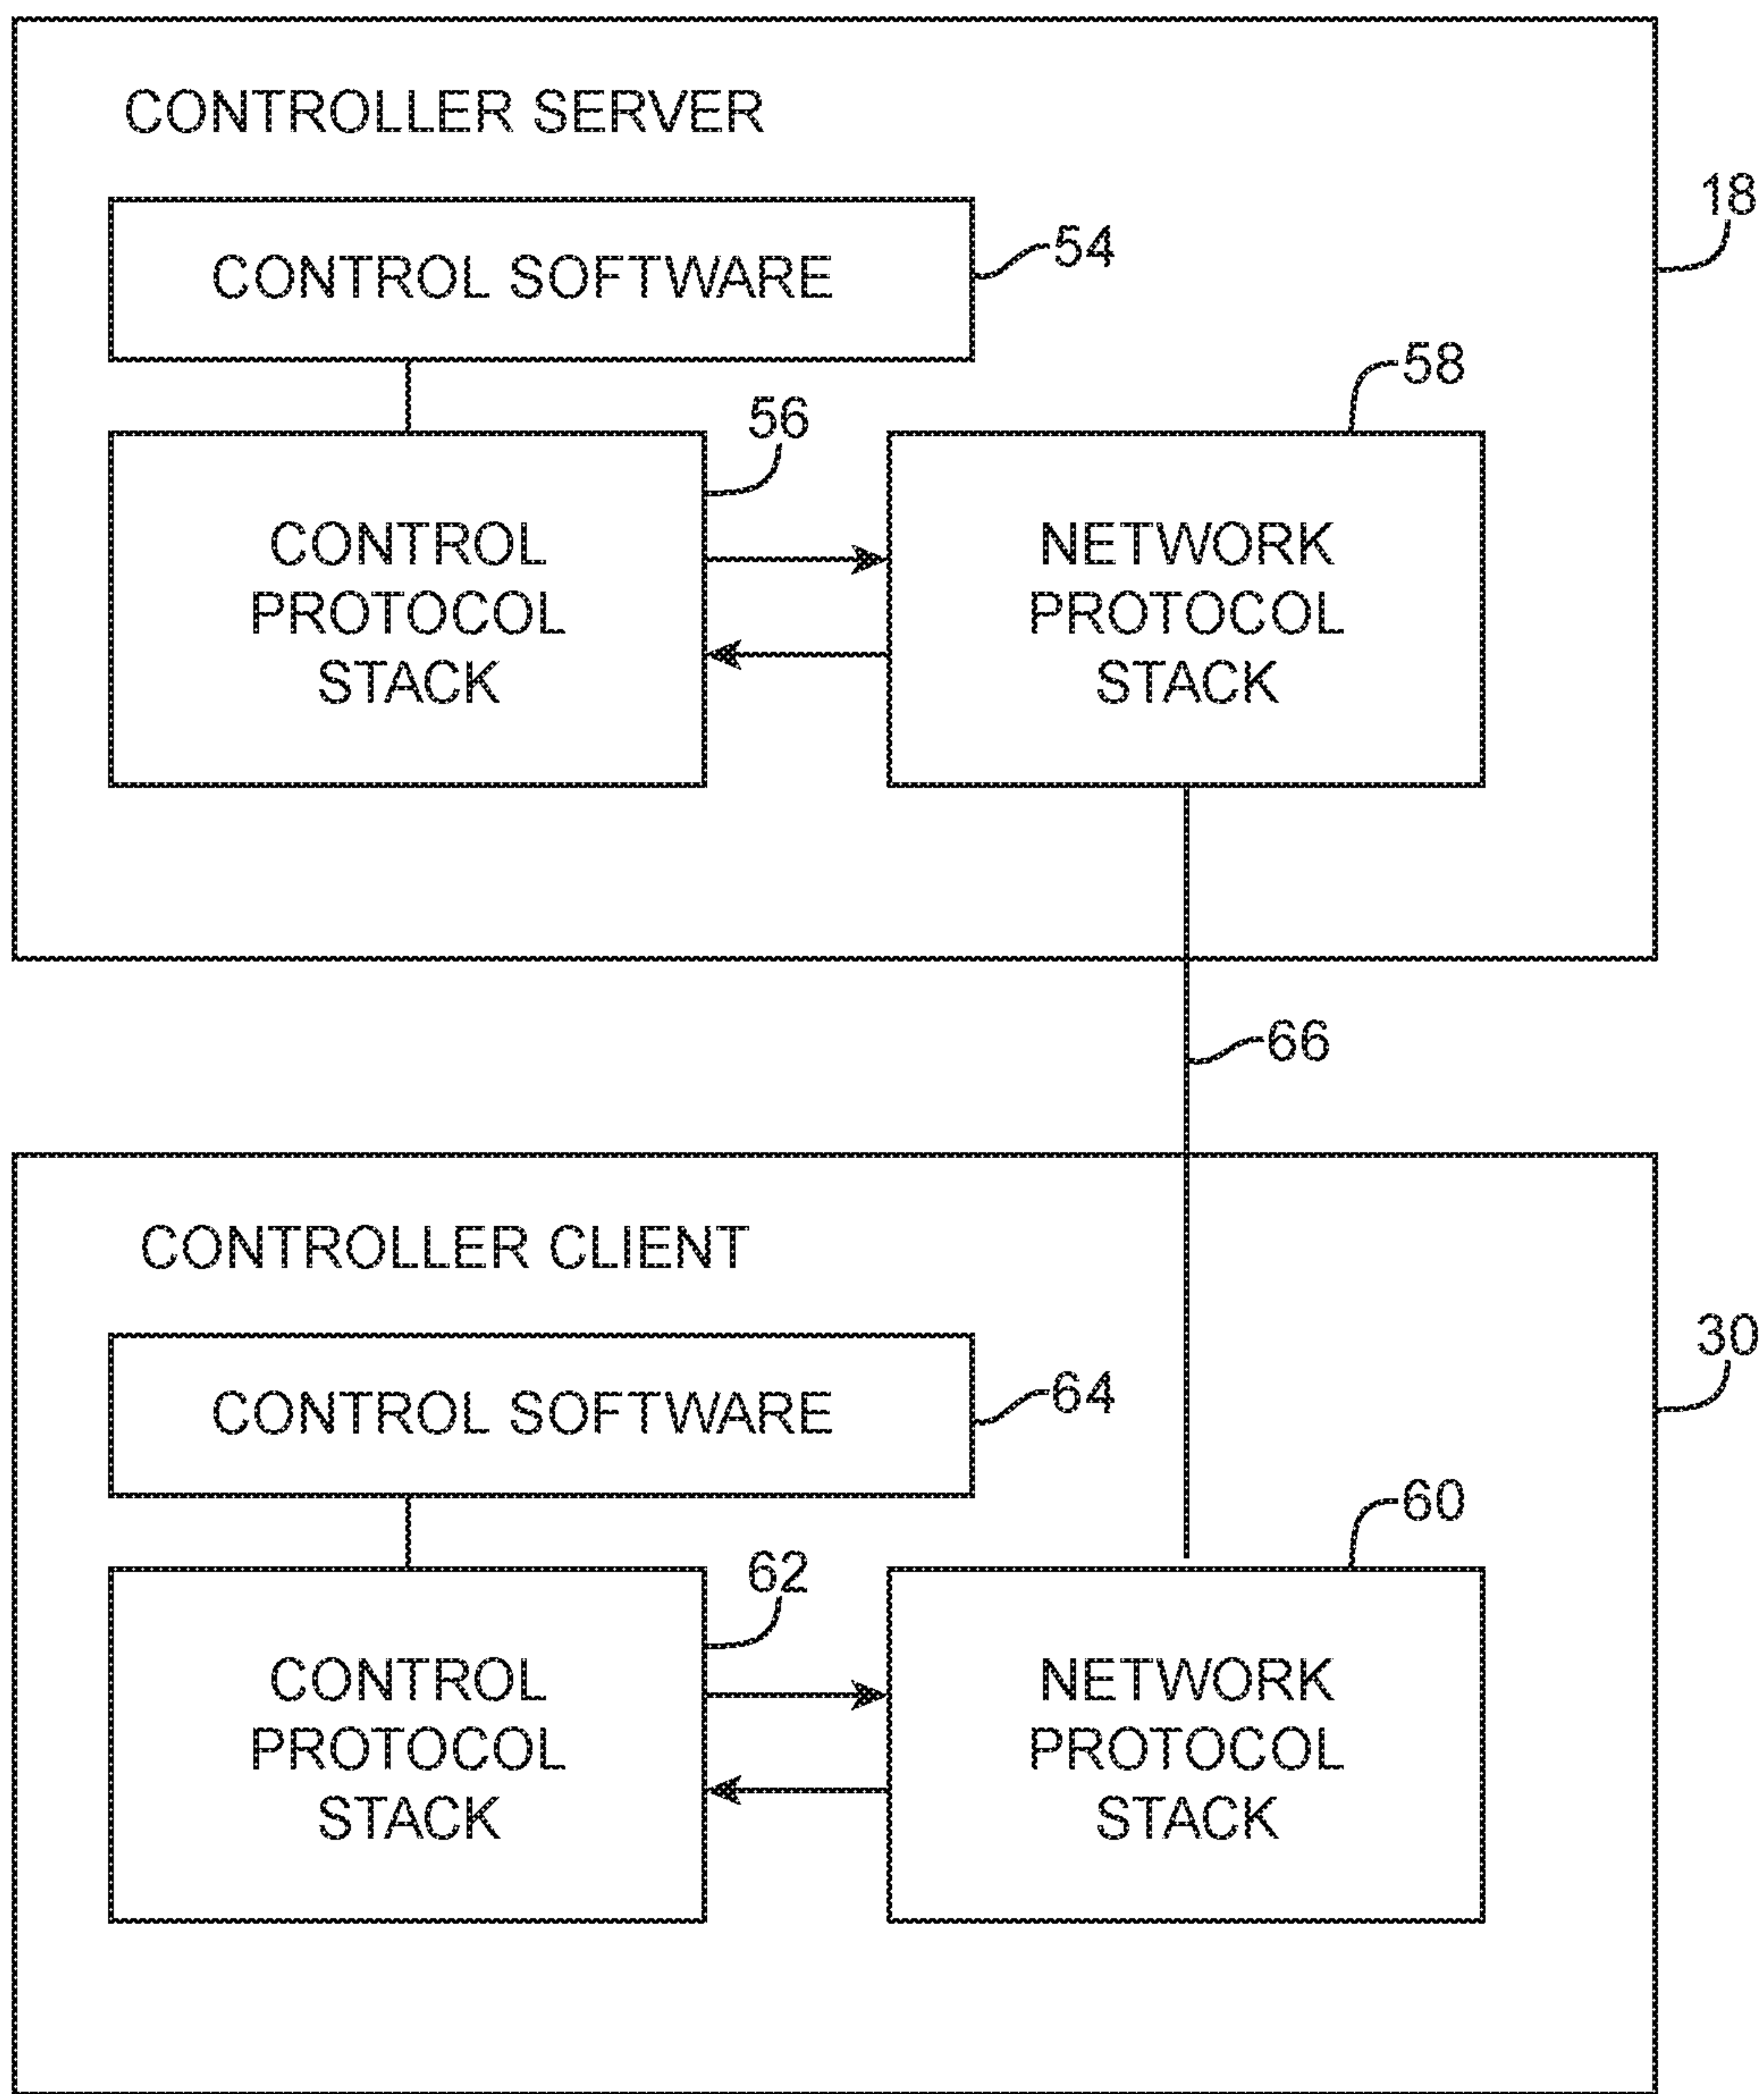 CONTROLLER SERVER
18
CONTROL SOFTWARE
54
58
56
CONTROL
PROTOCOL
STACK
NETWORK
PROTOCOL
STACK
66
CONTROLLER CLIENT
30
CONTROL SOFTWARE
64
60
62
CONTROL
PROTOCOL
STACK
NETWORK
PROTOCOL
STACK